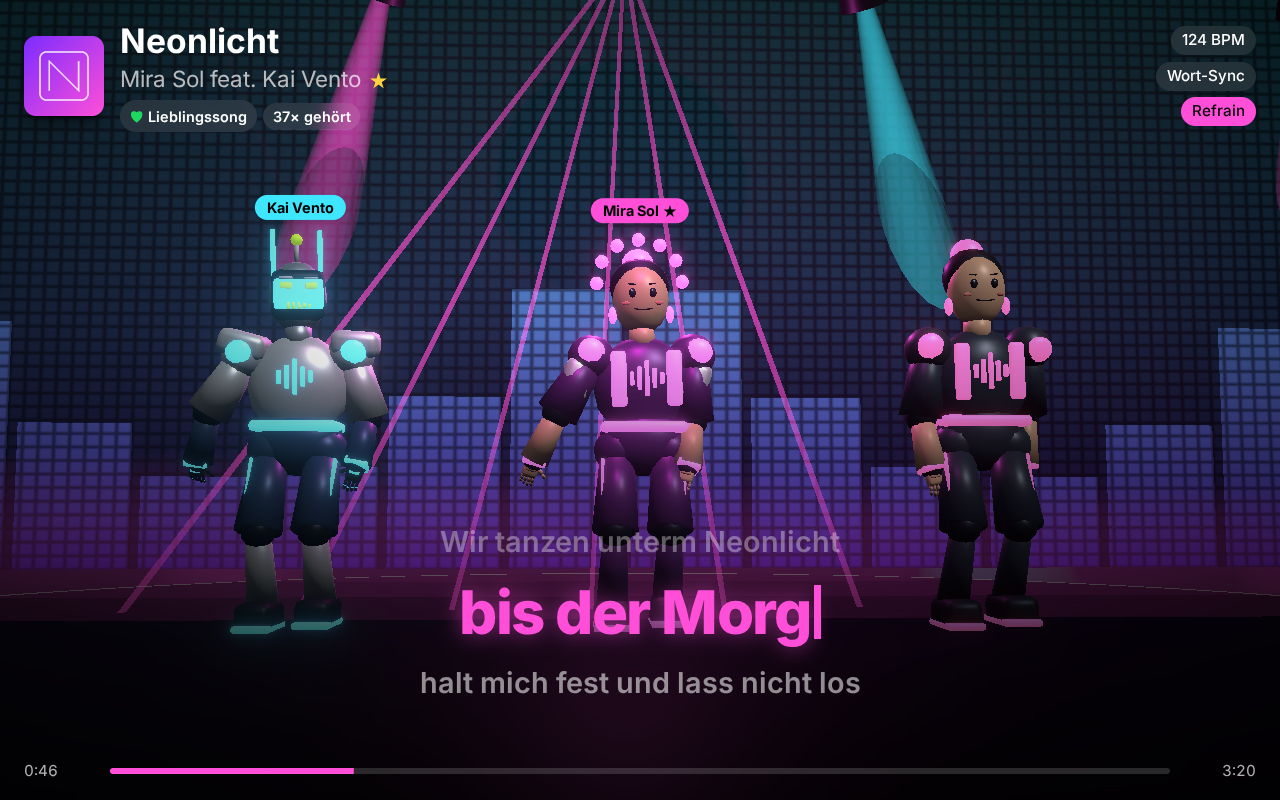 Neonlicht
Mira Sol feat. Kai Vento ★
Lieblingssong
37× gehört
124 BPM
Wort-Sync
Refrain
Kai Vento
Mira Sol ★
Wir tanzen unterm Neonlicht
bis der Morg
halt mich fest und lass nicht los
0:46
3:20